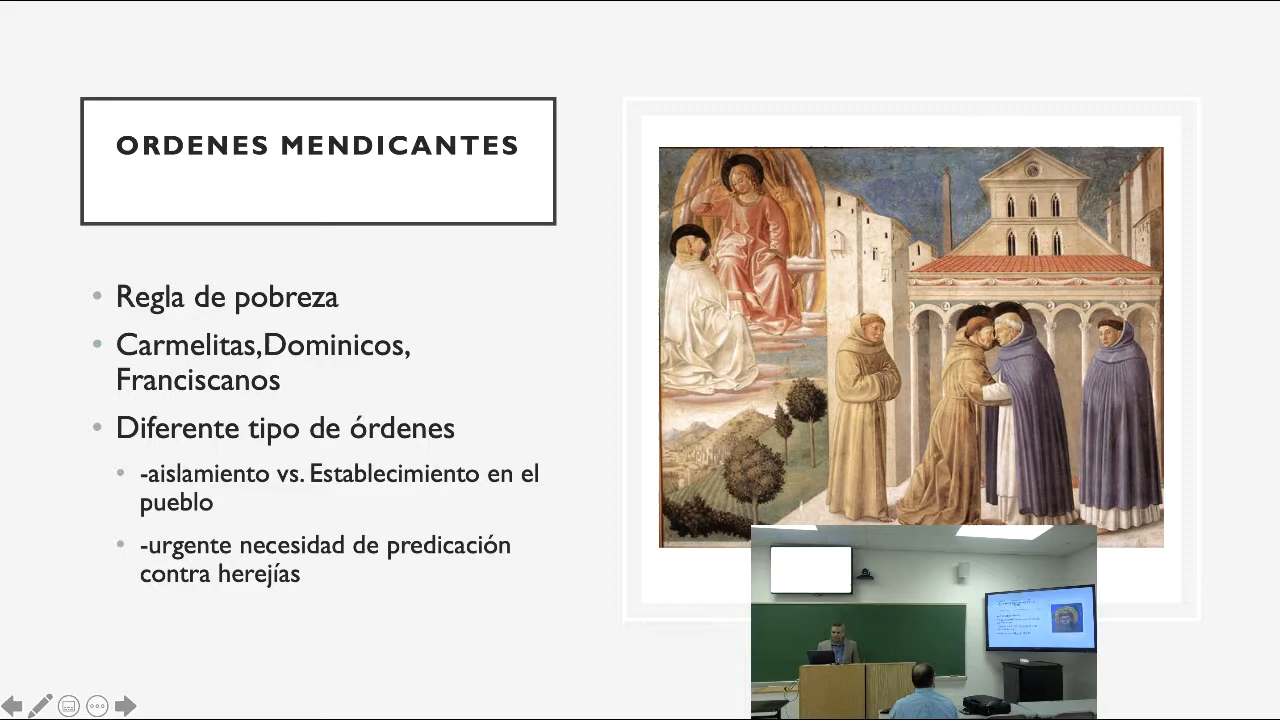 ORDENES MENDICANTES
Regla de pobreza
Carmelitas,Dominicos,
Franciscanos
Diferente tipo de órdenes
-aislamiento vs. Establecimiento en el
pueblo
-urgente necesidad de predicación
contra herejías